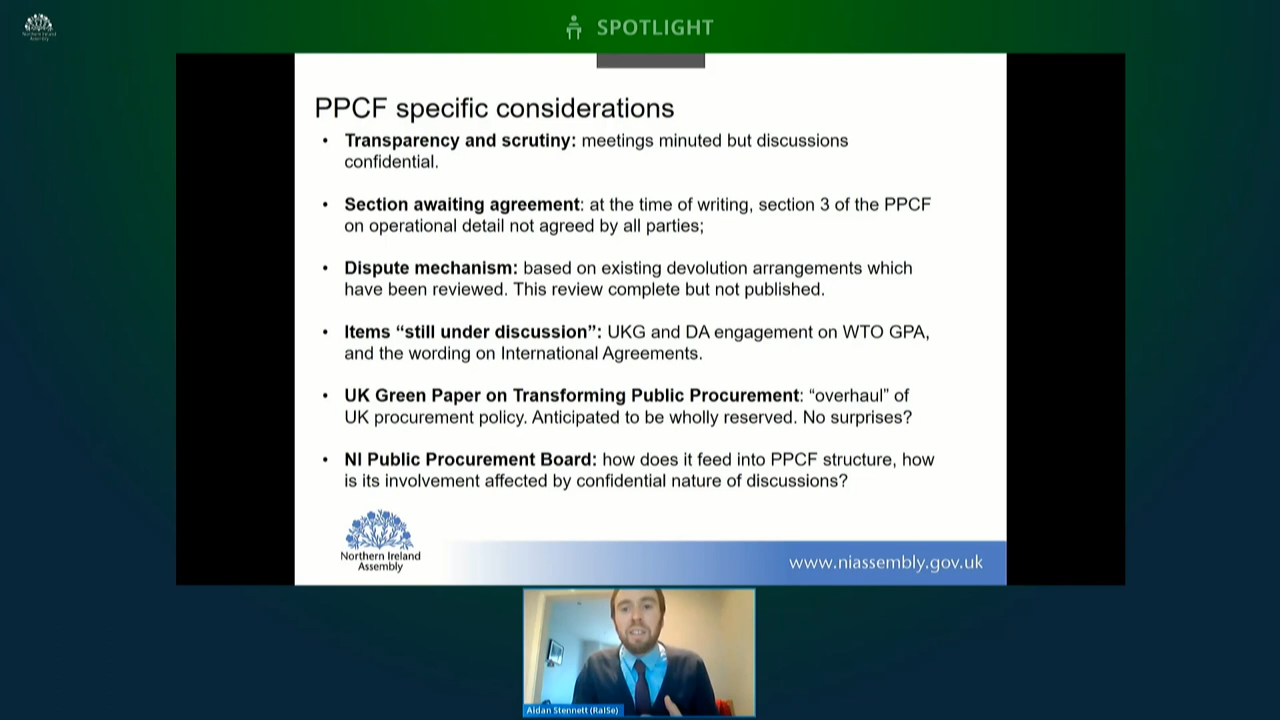 Northern Ireland
Assembly
SPOTLIGHT
PPCF specific considerations
• Transparency and scrutiny: meetings minuted but discussions
confidential.
• Section awaiting agreement: at the time of writing, section 3 of the PPCF
on operational detail not agreed by all parties;
• Dispute mechanism: based on existing devolution arrangements which
have been reviewed. This review complete but not published.
• Items “still under discussion”: UKG and DA engagement on WTO GPA,
and the wording on International Agreements.
• UK Green Paper on Transforming Public Procurement: “overhaul” of
UK procurement policy. Anticipated to be wholly reserved. No surprises?
• NI Public Procurement Board: how does it feed into PPCF structure, how
is its involvement affected by confidential nature of discussions?
Northern Ireland
Assembly
www.niassembly.gov.uk
Aidan Stennett (RaISe)